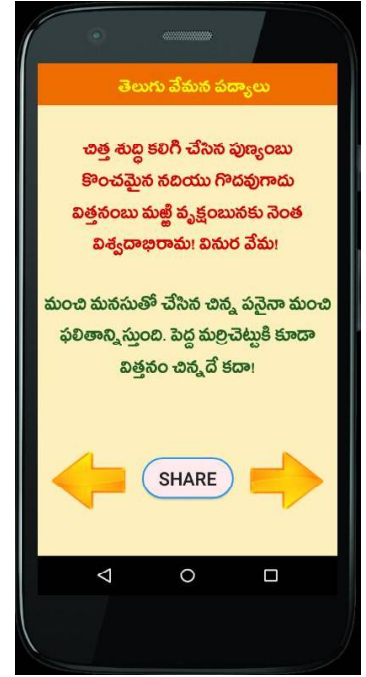 తెలుగు వేమన పద్యాలు
చిత్త శుద్ధి కలిగి చేసిన పుణ్యంబు
కొంచమైన నదియు గొదవుగాదు
విత్తనంబు మఱ్ఱి వృక్షంబునకు నెంత
విశ్వదాభిరామ! వినుర వేమ!
మంచి మనసుతో చేసిన చిన్న పనైనా మంచి
ఫలితాన్నిస్తుంది. పెద్ద మర్రిచెట్టుకి కూడా
విత్తనం చిన్నదే కదా!
SHARE